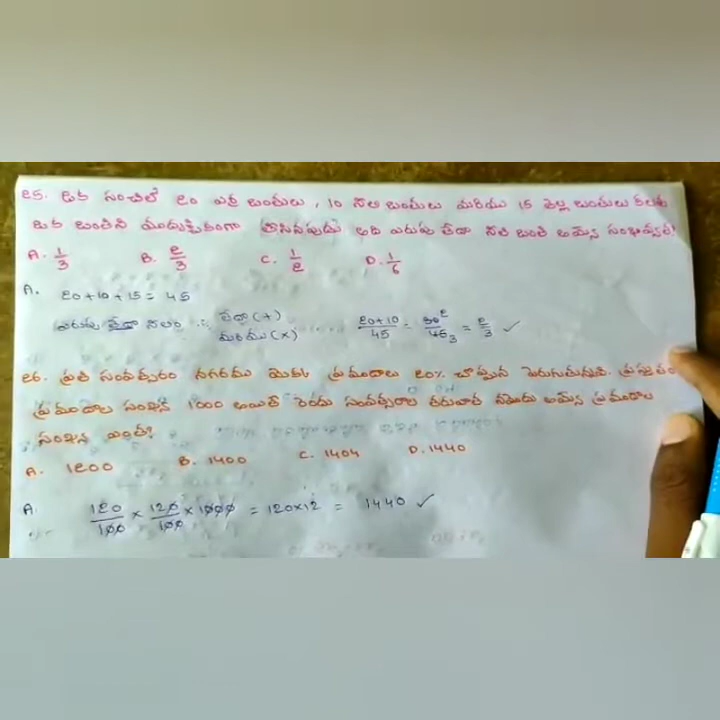 25. ఒక సంచిలో 20 ఎర్ర బంతులు, 10 నీలి బంతులు మరియు 15 తెల్ల బంతులు కలవు
ఒక బంతిని యాదృచ్ఛికంగా తీసినప్పుడు అది ఎరుపు లేదా నీలి బంతి అయ్యే సంభావ్యత?
A. 1/3 B. 2/3 C. 1/2 D. 1/6
A. 20+10+15 = 45
ఎరుపు లేదా నీలం ∴ లేదా (+)
మరియు (x)
20+10/45 = 30 2/45 3 = 2/3 ✓
26. ప్రతి సంవత్సరం నగరము యొక్క ప్రమాదాలు 20% చొప్పున పెరుగుతున్నవి. ప్రస్తుతం
ప్రమాదాల సంఖ్య 1000 అయితే రెండు సంవత్సరాల తరువాత నమోదు అయ్యే ప్రమాదాల
సంఖ్య ఎంత?
A. 1200 B. 1400 C. 1404 D. 1440
A 120/100 x 120/100 x 1000 = 120x12 = 1440 ✓